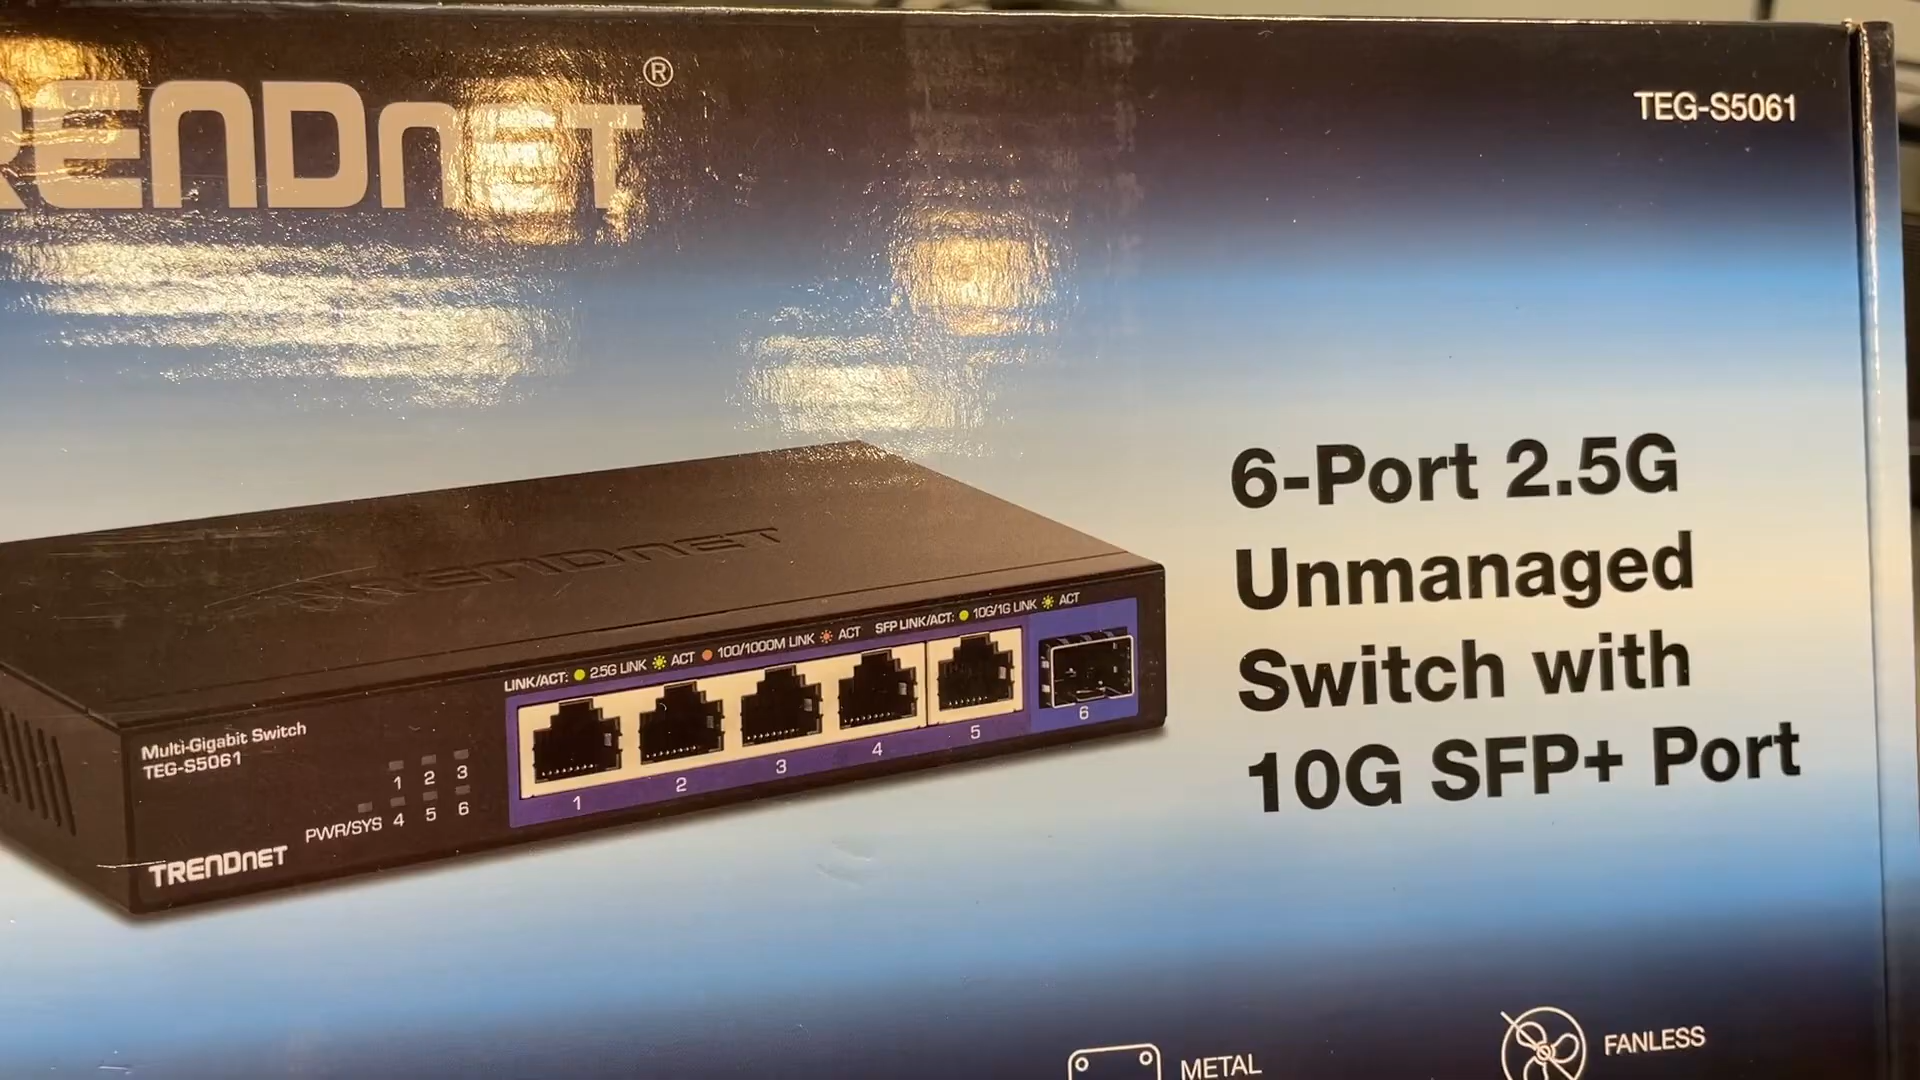 RENDNET®
TEG-S5061
6-Port 2.5G
Unmanaged
Switch with
10G SFP+ Port
TRENDNET
LINK/ACT: 2.5G LINK ACT 100/1000M LINK ACT SFP LINK/ACT: 10G/1G LINK ACT
Multi-Gigabit Switch
TEG-S5061
1 2 3
PWR/SYS 4 5 6
TRENDNET
1 2 3 4 5 6
METAL
FANLESS